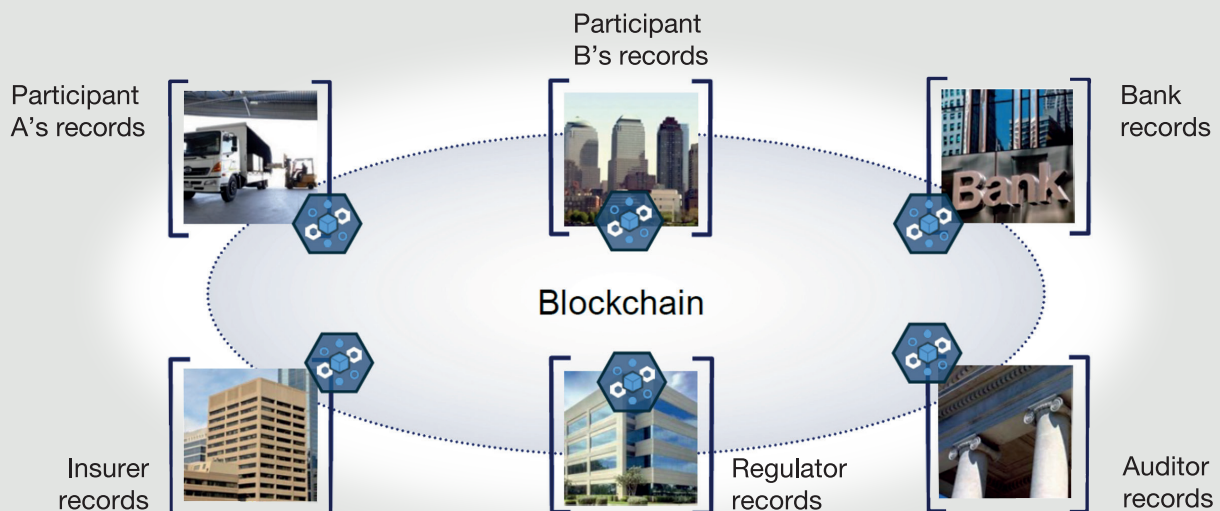 Participant
B's records
Participant
A's records
Bank
records
Bank
Blockchain
Insurer
records
Regulator
records
Auditor
records